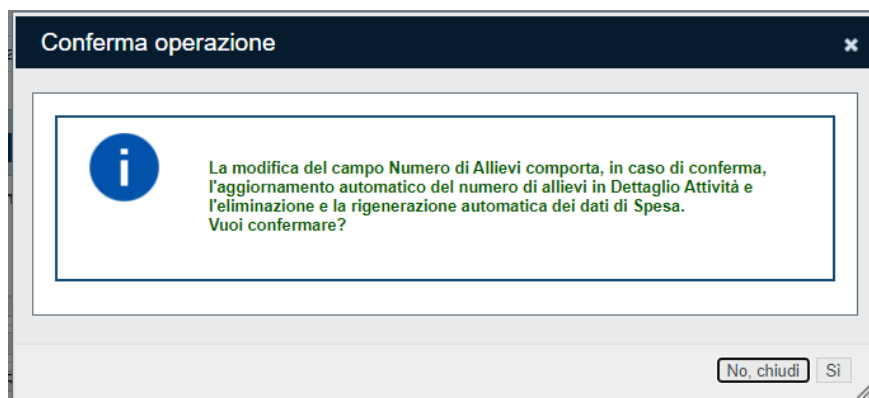 Conferma operazione
La modifica del campo Numero di Allievi comporta, in caso di conferma,
l'aggiornamento automatico del numero di allievi in Dettaglio Attività e
l'eliminazione e la rigenerazione automatica dei dati di Spesa.
Vuoi confermare?
No, chiudi Sì